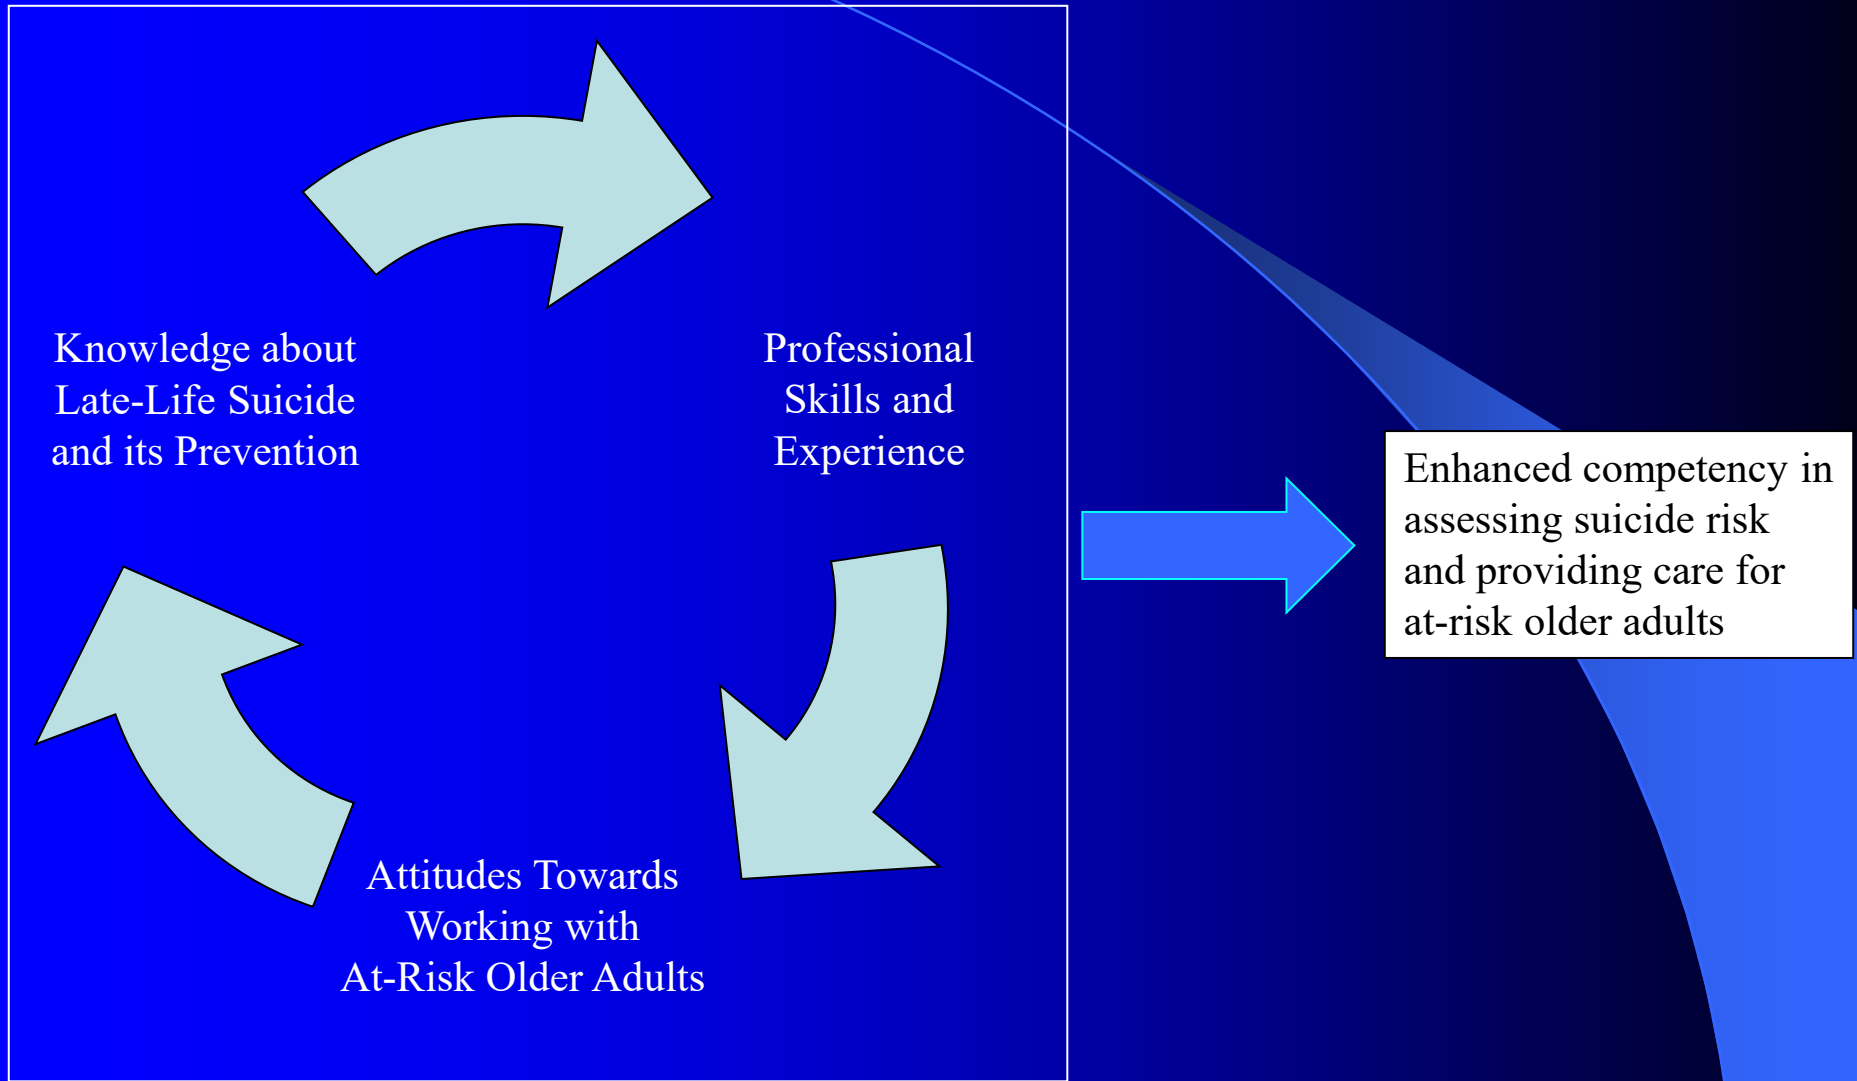 Knowledge about
Late-Life Suicide
and its Prevention
Professional
Skills and
Experience
Attitudes Towards
Working with
At-Risk Older Adults
Enhanced competency in
assessing suicide risk
and providing care for
at-risk older adults